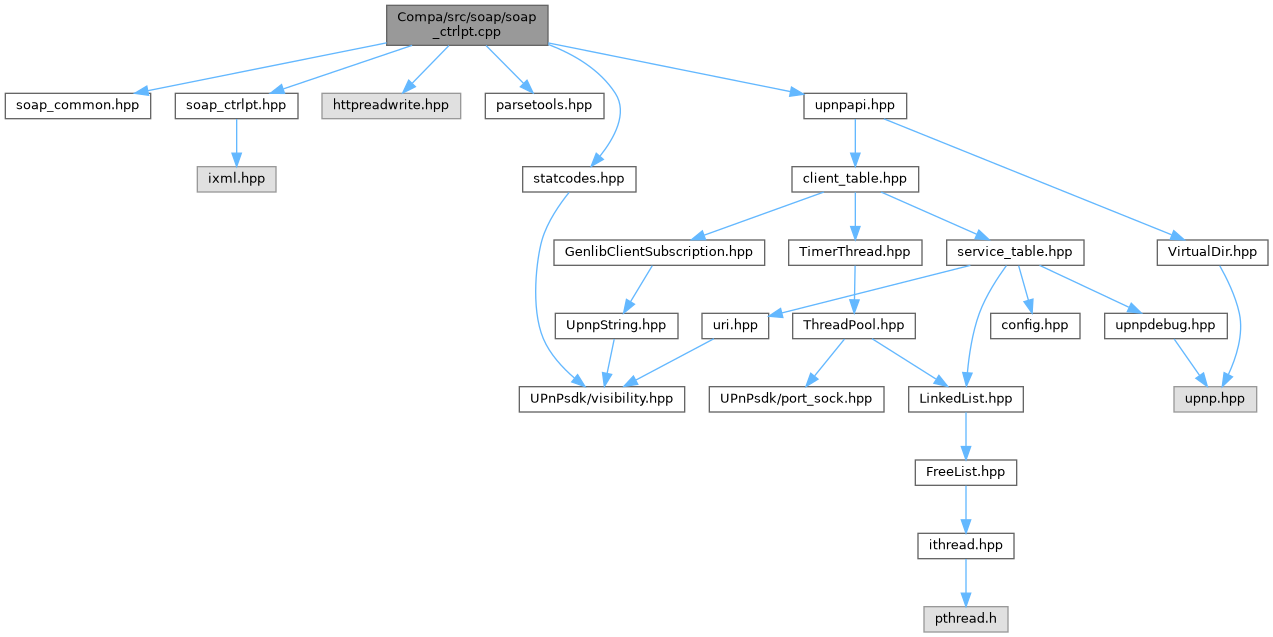 Compa/src/soap/soap
_ctrlpt.cpp
soap_common.hpp
soap_ctrlpt.hpp
httpreadwrite.hpp
parsetools.hpp
upnpapi.hpp
ixml.hpp
statcodes.hpp
client_table.hpp
GenlibClientSubscription.hpp
TimerThread.hpp
service_table.hpp
VirtualDir.hpp
UpnpString.hpp
uri.hpp
ThreadPool.hpp
config.hpp
upnpdebug.hpp
UPnPsdk/visibility.hpp
UPnPsdk/port_sock.hpp
LinkedList.hpp
upnp.hpp
FreeList.hpp
ithread.hpp
pthread.h